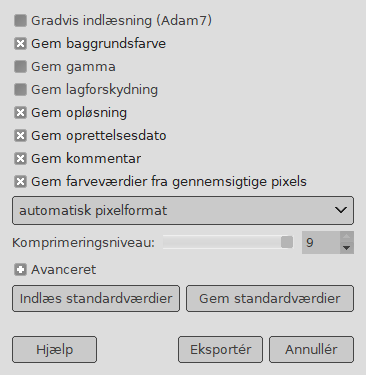 Gradvis indlæsning (Adam7)
Gem baggrundsfarve
Gem gamma
Gem lagforskydning
Gem opløsning
Gem oprettelsesdato
Gem kommentar
Gem farveværdier fra gennemsigtige pixels
automatisk pixelformat
Komprimeringsniveau: 9
Avanceret
Indlæs standardværdier Gem standardværdier
Hjælp Eksportér Annullér